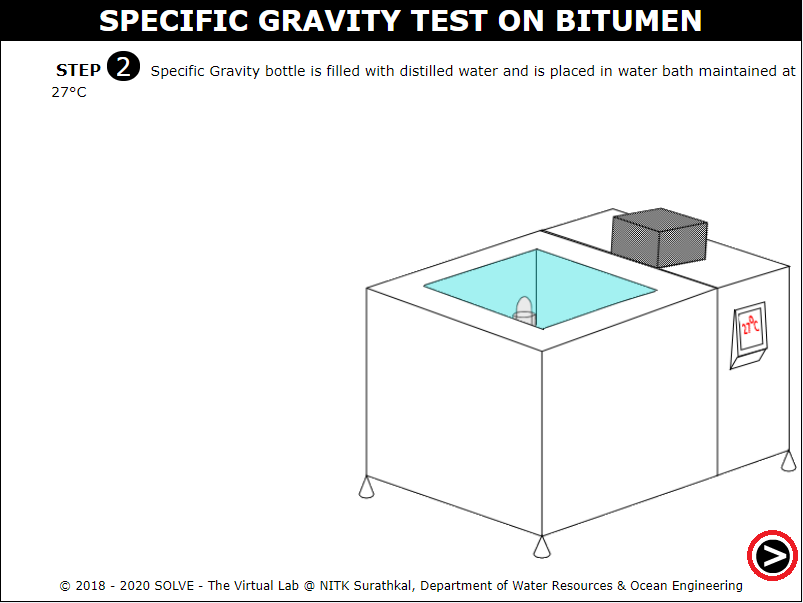 SPECIFIC GRAVITY TEST ON BITUMEN
STEP 2 Specific Gravity bottle is filled with distilled water and is placed in water bath maintained at
27°C
27°C
>
© 2018 - 2020 SOLVE - The Virtual Lab @ NITK Surathkal, Department of Water Resources & Ocean Engineering